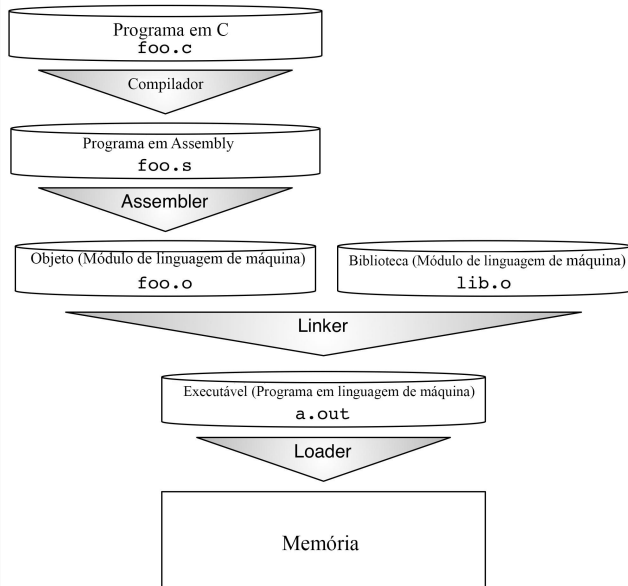 Programa em C
foo.c
Compilador
Programa em Assembly
foo.s
Assembler
Objeto (Módulo de linguagem de máquina)
foo.o
Biblioteca (Módulo de linguagem de máquina)
lib.o
Linker
Executável (Programa em linguagem de máquina)
a.out
Loader
Memória